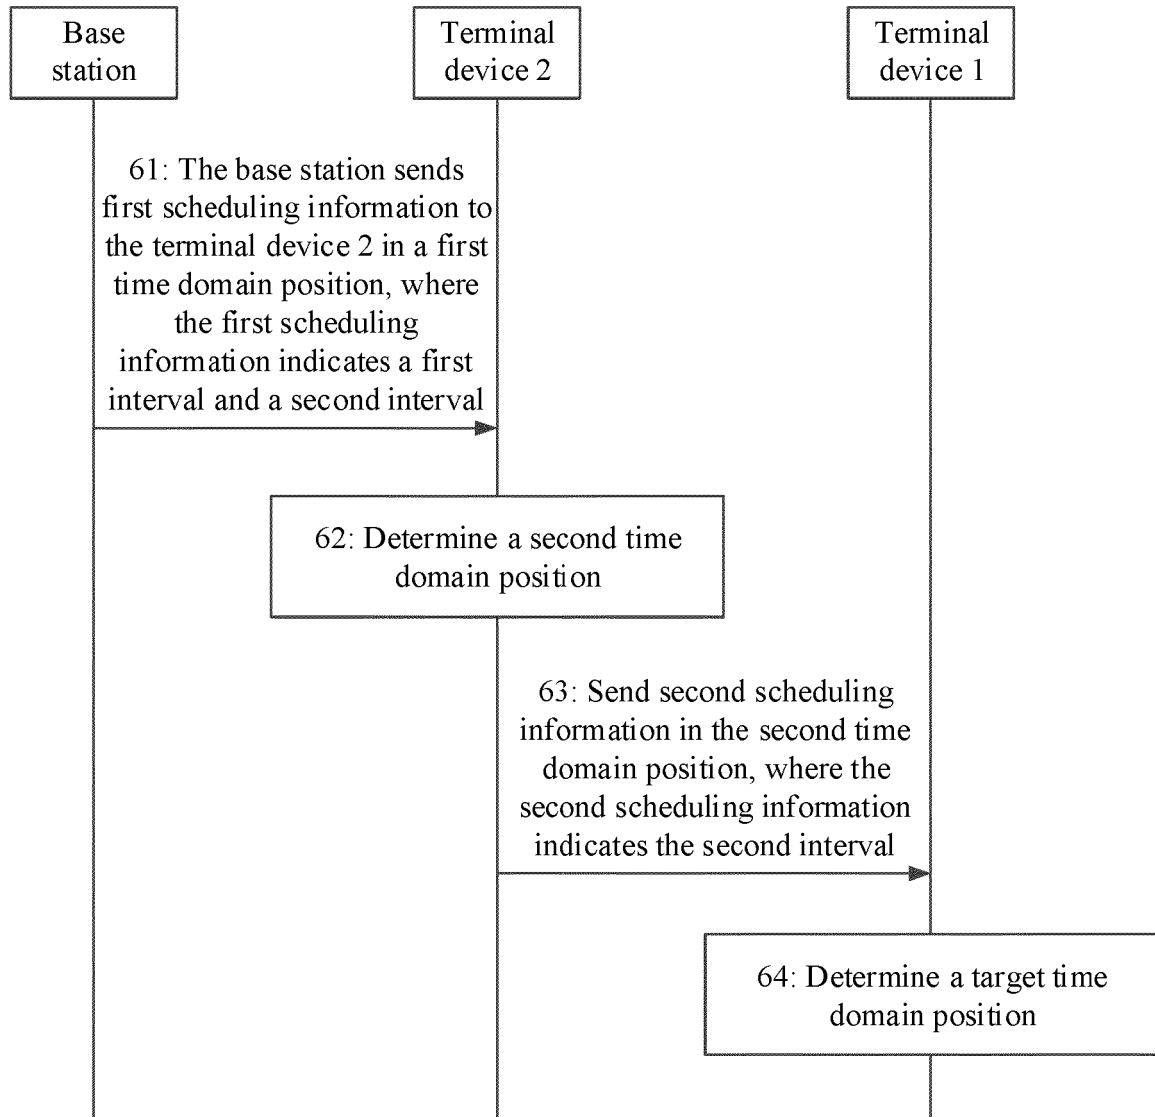 Base
station
Terminal
device 2
Terminal
device 1
61: The base station sends
first scheduling information to
the terminal device 2 in a first
time domain position, where
the first scheduling
information indicates a first
interval and a second interval
62: Determine a second time
domain position
63: Send second scheduling
information in the second time
domain position, where the
second scheduling information
indicates the second interval
64: Determine a target time
domain position